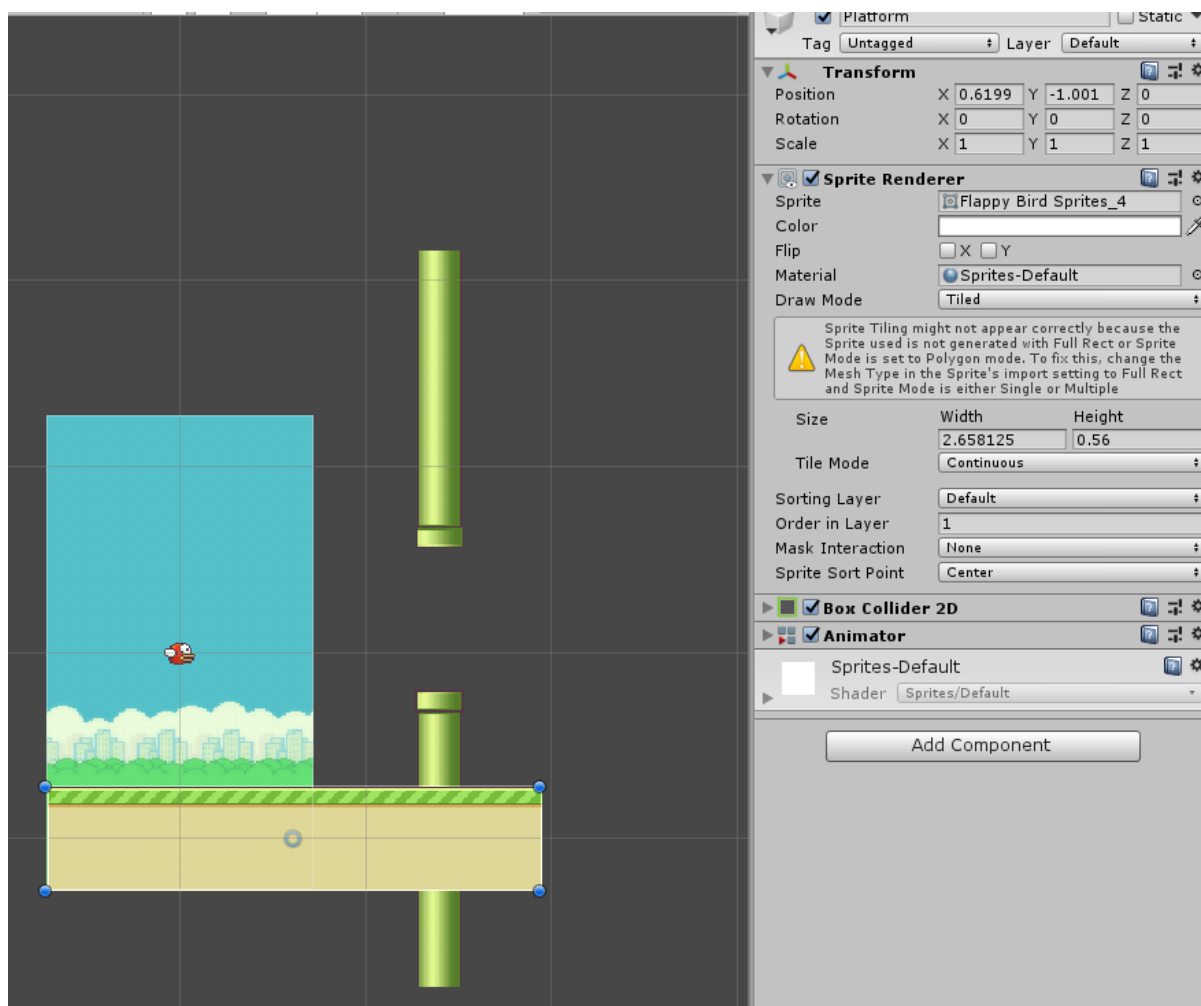 Platform Static
Tag Untagged Layer Default
Transform
Position X 0.6199 Y -1.001 Z 0
Rotation X 0 Y 0 Z 0
Scale X 1 Y 1 Z 1
Sprite Renderer
Sprite Flappy Bird Sprites_4
Color
Flip X Y
Material Sprites-Default
Draw Mode Tiled
Sprite Tiling might not appear correctly because the
Sprite used is not generated with Full Rect or Sprite
Mode is set to Polygon mode. To fix this, change the
Mesh Type in the Sprite's import setting to Full Rect
and Sprite Mode is either Single or Multiple
Size Width Height
2.658125 0.56
Tile Mode Continuous
Sorting Layer Default
Order in Layer 1
Mask Interaction None
Sprite Sort Point Center
Box Collider 2D
Animator
Sprites-Default
Shader Sprites/Default
Add Component